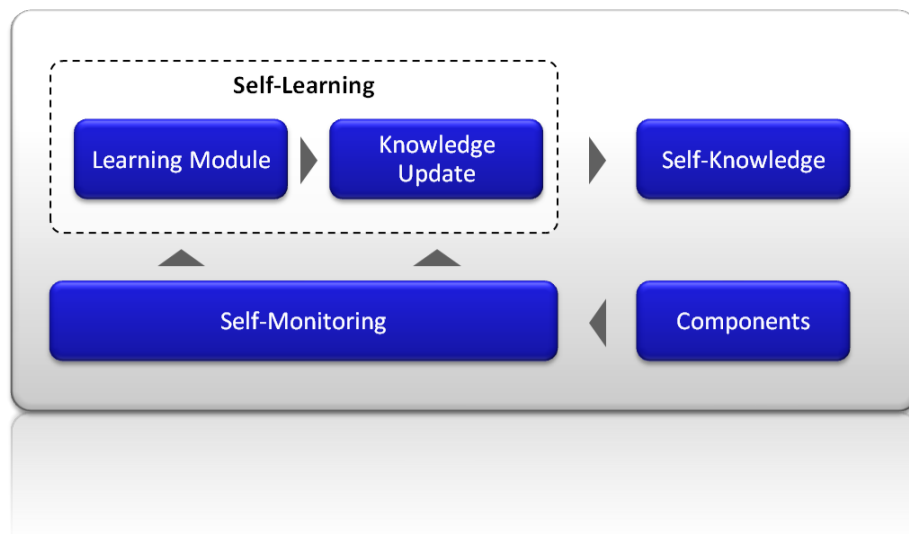 Self-Learning
Learning Module
Knowledge
Update
Self-Knowledge
Self-Monitoring
Components